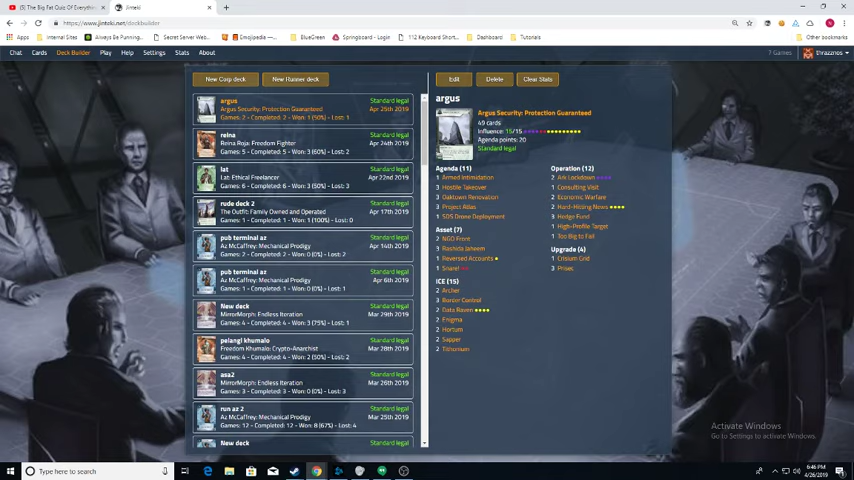 (5) The Big Fat Quiz Of Everythin
Jinteki
https://www.jinteki.net/deckbuilder
Apps
Internal Sites
Always Be Running
Secret Server Web
Emojipedia —
BlueGreen
Springboard - Login
112 Keyboard Short
Dashboard
Tutorials
Other bookmarks
Chat
Cards
Deck Builder
Play
Help
Settings
Stats
About
7 Games
thrazznos
New Corp deck
New Runner deck
argus
Standard legal
Argus Security: Protection Guaranteed
Apr 25th 2019
Games: 2 - Completed: 2 - Won: 1 (50%) - Lost: 1
reina
Standard legal
Reina Roja: Freedom Fighter
Apr 24th 2019
Games: 5 - Completed: 5 - Won: 3 (60%) - Lost: 2
lat
Standard legal
Lat: Ethical Freelancer
Apr 22nd 2019
Games: 6 - Completed: 6 - Won: 3 (50%) - Lost: 3
rude deck 2
Standard legal
The Outfit: Family Owned and Operated
Apr 17th 2019
Games: 1 - Completed: 1 - Won: 1 (100%) - Lost: 0
pub terminal az
Standard legal
Az McCaffrey: Mechanical Prodigy
Apr 14th 2019
Games: 2 - Completed: 2 - Won: 0 (0%) - Lost: 2
pub terminal az
Standard legal
Az McCaffrey: Mechanical Prodigy
Apr 6th 2019
Games: 1 - Completed: 1 - Won: 0 (0%) - Lost: 1
New deck
Standard legal
MirrorMorph: Endless Iteration
Mar 29th 2019
Games: 4 - Completed: 4 - Won: 3 (75%) - Lost: 1
pelangi khumalo
Standard legal
Freedom Khumalo: Crypto-Anarchist
Mar 28th 2019
Games: 4 - Completed: 4 - Won: 2 (50%) - Lost: 2
asa2
Standard legal
MirrorMorph: Endless Iteration
Mar 26th 2019
Games: 3 - Completed: 3 - Won: 0 (0%) - Lost: 3
run az 2
Standard legal
Az McCaffrey: Mechanical Prodigy
Mar 25th 2019
Games: 12 - Completed: 12 - Won: 8 (67%) - Lost: 4
New deck
Standard legal
Edit
Delete
Clear Stats
argus
Argus Security: Protection Guaranteed
49 cards
Influence: 15/15
Agenda points: 20
Standard legal
Agenda (11)
1 Armed Intimidation
3 Hostile Takeover
3 Oaktown Renovation
3 Project Atlas
1 SDS Drone Deployment
Asset (7)
2 NGO Front
3 Rashida Jaheem
1 Reversed Accounts
1 Snare!
ICE (15)
2 Archer
3 Border Control
2 Data Raven
2 Enigma
2 Hortum
2 Sapper
2 Tithonium
Operation (12)
2 Ark Lockdown
1 Consulting Visit
2 Economic Warfare
2 Hard-Hitting News
3 Hedge Fund
1 High-Profile Target
1 Too Big to Fail
Upgrade (4)
1 Crisium Grid
3 Prisec
Activate Windows
Go to Settings to activate Windows.
Type here to search
6:46 PM
4/26/2019